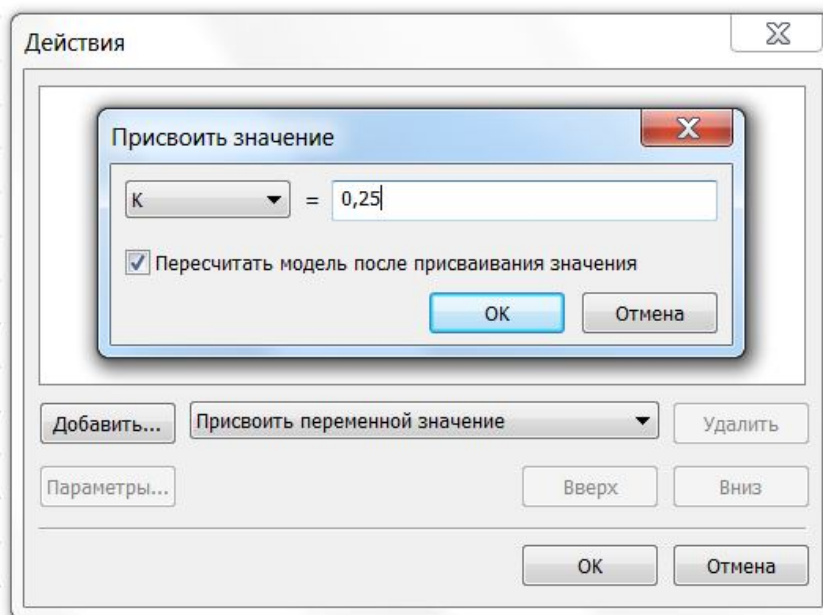 Действия
Присвоить значение
K = 0,25
Пересчитать модель после присваивания значения
OK Отмена
Добавить... Присвоить переменной значение Удалить
Параметры... Вверх Вниз
OK Отмена